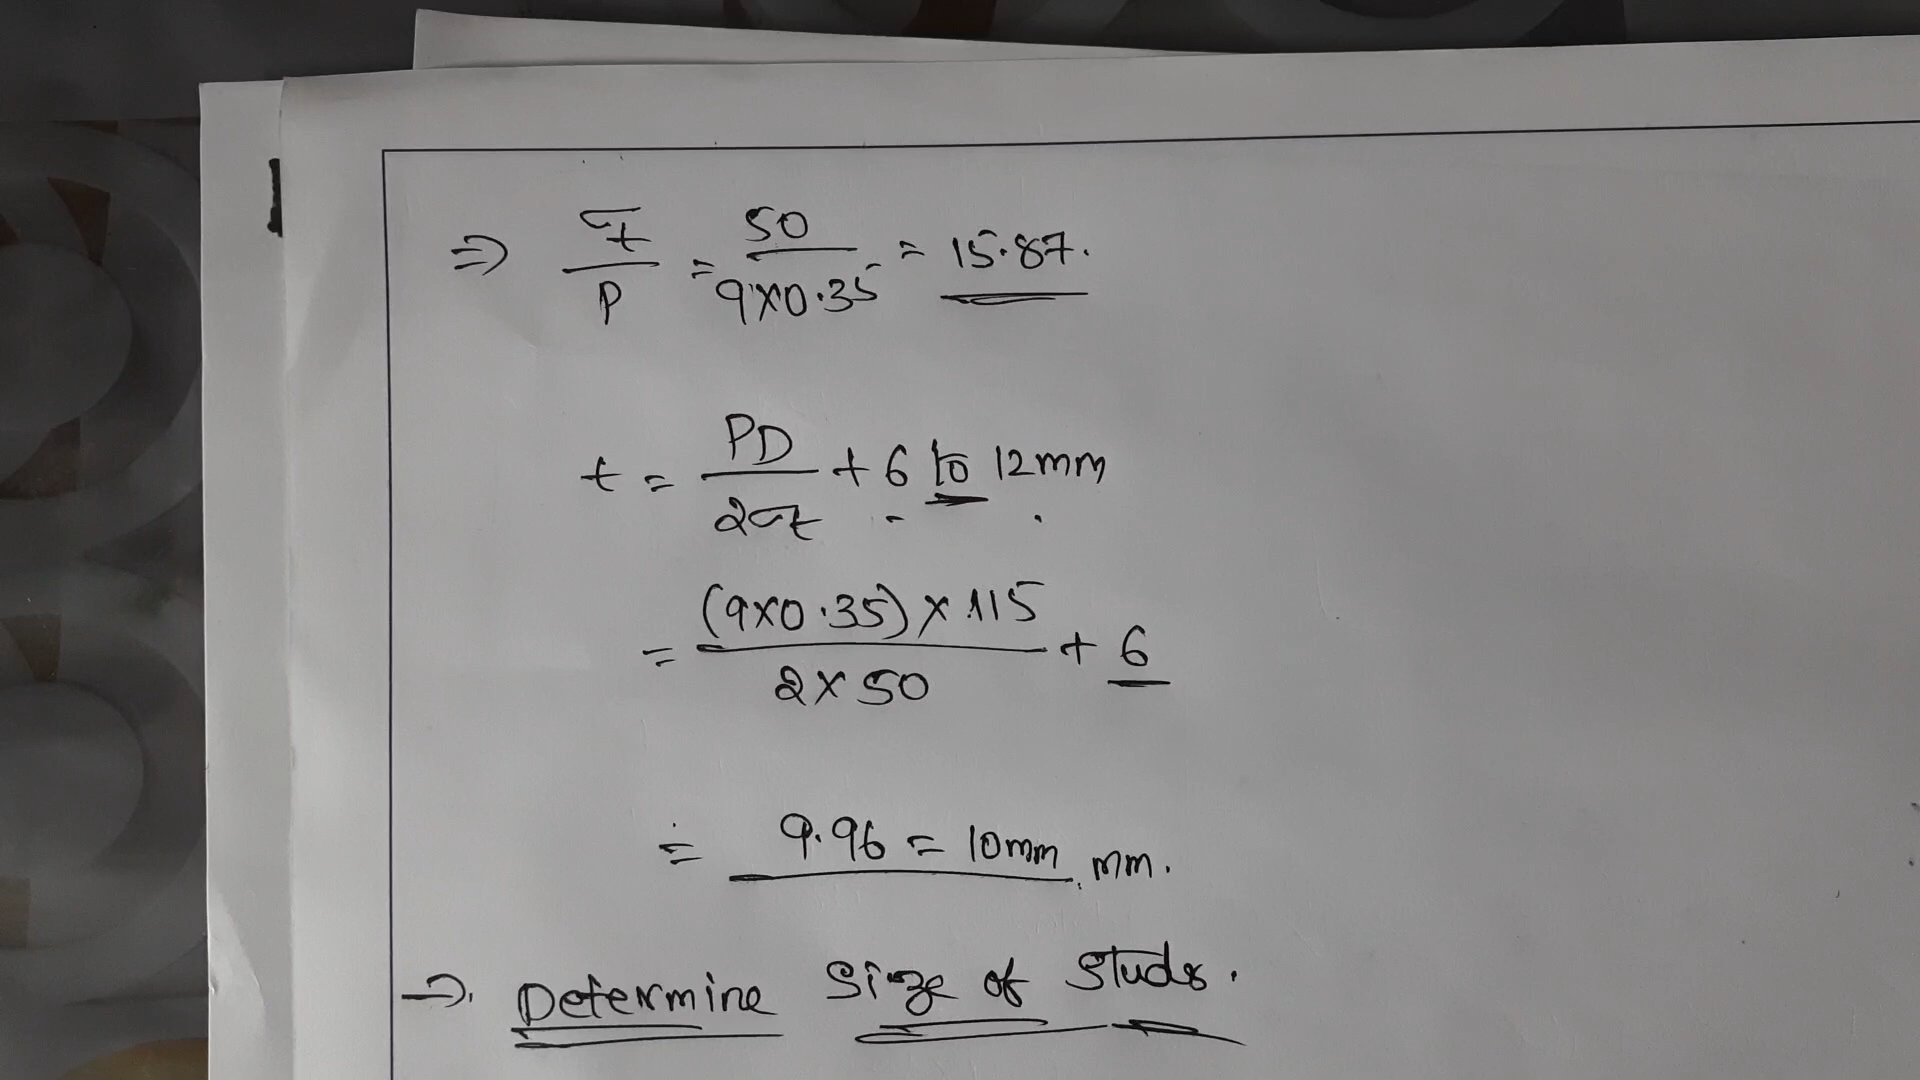 ⇒ σt/P = 50/(9×0.35) = 15.87.
t = PD/2σt + 6 to 12mm
= (9×0.35)×115/(2×50) + 6
= 9.96 = 10mm mm.
→. Determine Size of Studs.